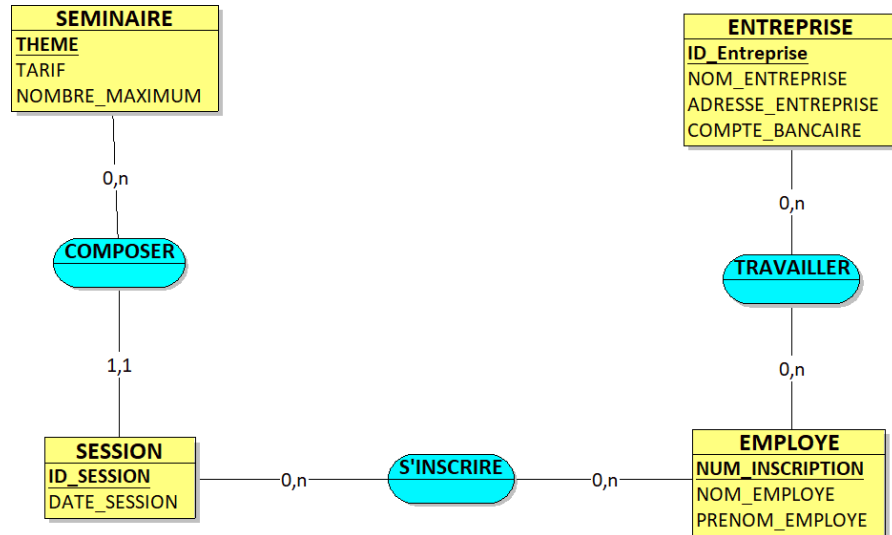 SEMINAIRE
THEME
TARIF
NOMBRE_MAXIMUM
ENTREPRISE
ID_Entreprise
NOM_ENTREPRISE
ADRESSE_ENTREPRISE
COMPTE_BANCAIRE
0,n
0,n
COMPOSER
TRAVAILLER
1,1
0,n
SESSION
ID_SESSION
DATE_SESSION
0,n
S'INSCRIRE
0,n
EMPLOYE
NUM_INSCRIPTION
NOM_EMPLOYE
PRENOM_EMPLOYE